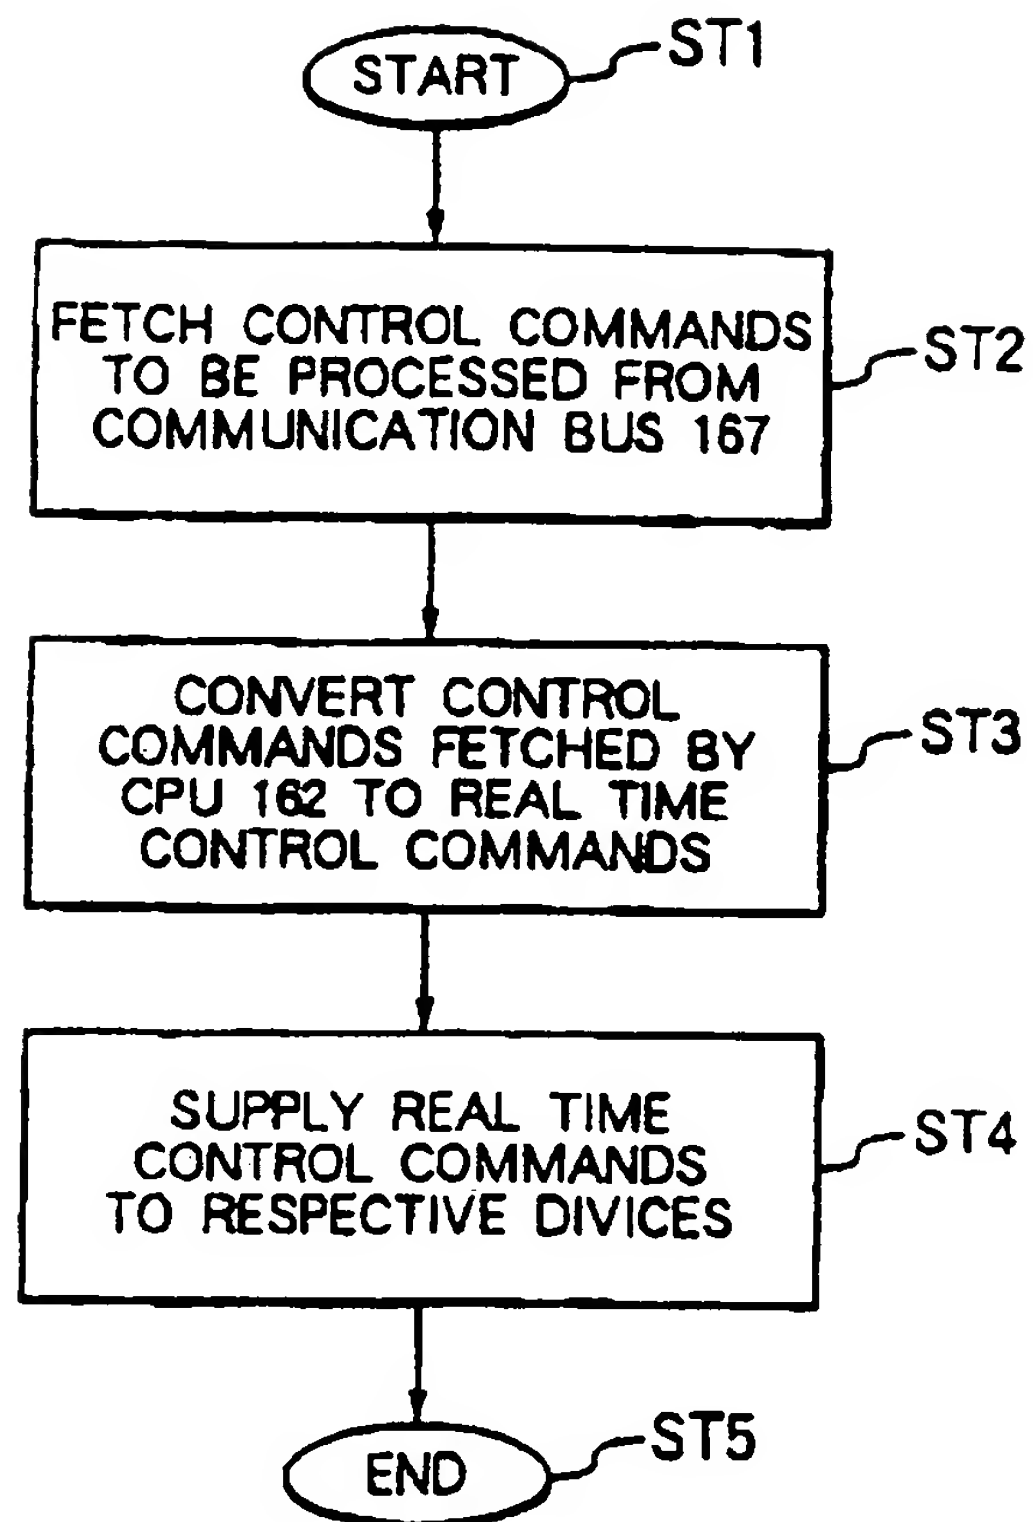 START
ST1
FETCH CONTROL COMMANDS
TO BE PROCESSED FROM
COMMUNICATION BUS 167
ST2
CONVERT CONTROL
COMMANDS FETCHED BY
CPU 162 TO REAL TIME
CONTROL COMMANDS
ST3
SUPPLY REAL TIME
CONTROL COMMANDS
TO RESPECTIVE DIVICES
ST4
END
ST5